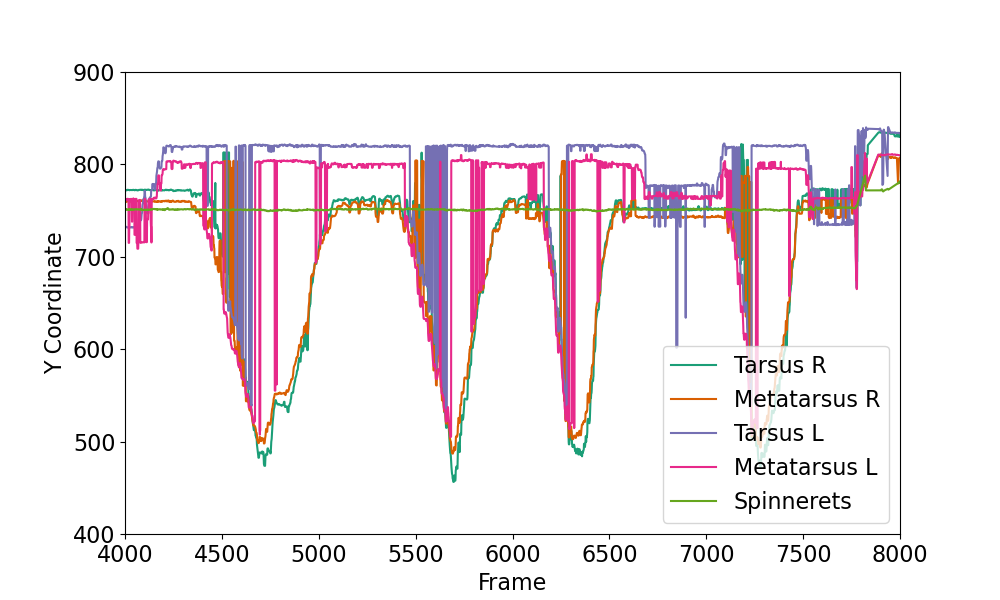 900
800
700
600
500
400
Y Coordinate
4000
4500
5000
5500
6000
6500
7000
7500
8000
Frame
Tarsus R
Metatarsus R
Tarsus L
Metatarsus L
Spinnerets